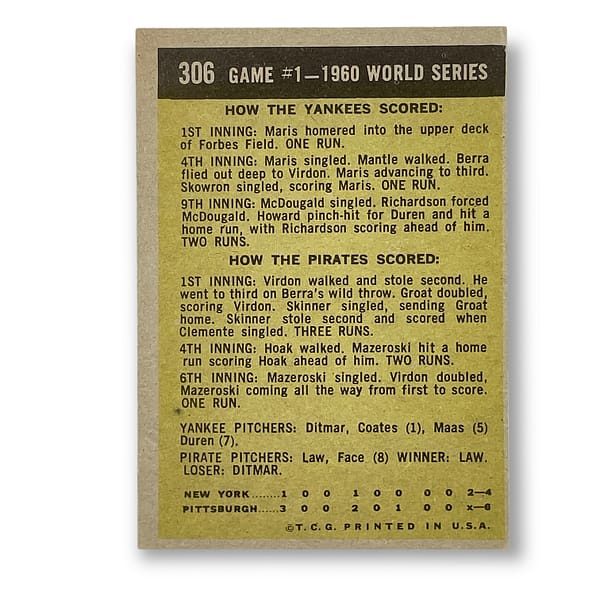 306 GAME #1—1960 WORLD SERIES
HOW THE YANKEES SCORED:
1ST INNING: Maris homered into the upper deck
of Forbes Field. ONE RUN.
4TH INNING: Maris singled. Mantle walked. Berra
flied out deep to Virdon. Maris advancing to third.
Skowron singled, scoring Maris. ONE RUN.
9TH INNING: McDougald singled. Richardson forced
McDougald. Howard pinch-hit for Duren and hit a
home run, with Richardson scoring ahead of him.
TWO RUNS.
HOW THE PIRATES SCORED:
1ST INNING: Virdon walked and stole second. He
went to third on Berra's wild throw. Groat doubled,
scoring Virdon. Skinner singled, sending Groat
home. Skinner stole second and scored when
Clemente singled. THREE RUNS.
4TH INNING: Hoak walked. Mazeroski hit a home
run scoring Hoak ahead of him. TWO RUNS.
6TH INNING: Mazeroski singled. Virdon doubled,
Mazeroski coming all the way from first to score.
ONE RUN.
YANKEE PITCHERS: Ditmar, Coates (1), Maas (5)
Duren (7).
PIRATE PITCHERS: Law, Face (8) WINNER: LAW.
LOSER: DITMAR.
NEW YORK........1 0 0 1 0 0 0 0 2—4
PITTSBURGH......3 0 0 2 0 1 0 0 x—6
©T.C.G. PRINTED IN U.S.A.